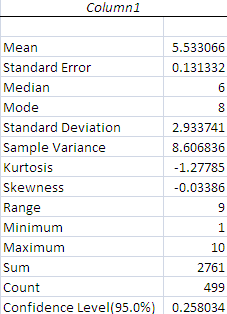 Column1
Mean 5.533066
Standard Error 0.131332
Median 6
Mode 8
Standard Deviation 2.933741
Sample Variance 8.606836
Kurtosis -1.27785
Skewness -0.03386
Range 9
Minimum 1
Maximum 10
Sum 2761
Count 499
Confidence Level(95.0%) 0.258034